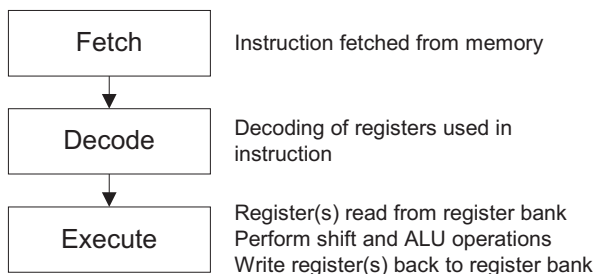 Fetch
Instruction fetched from memory
Decode
Decoding of registers used in
instruction
Execute
Register(s) read from register bank
Perform shift and ALU operations
Write register(s) back to register bank